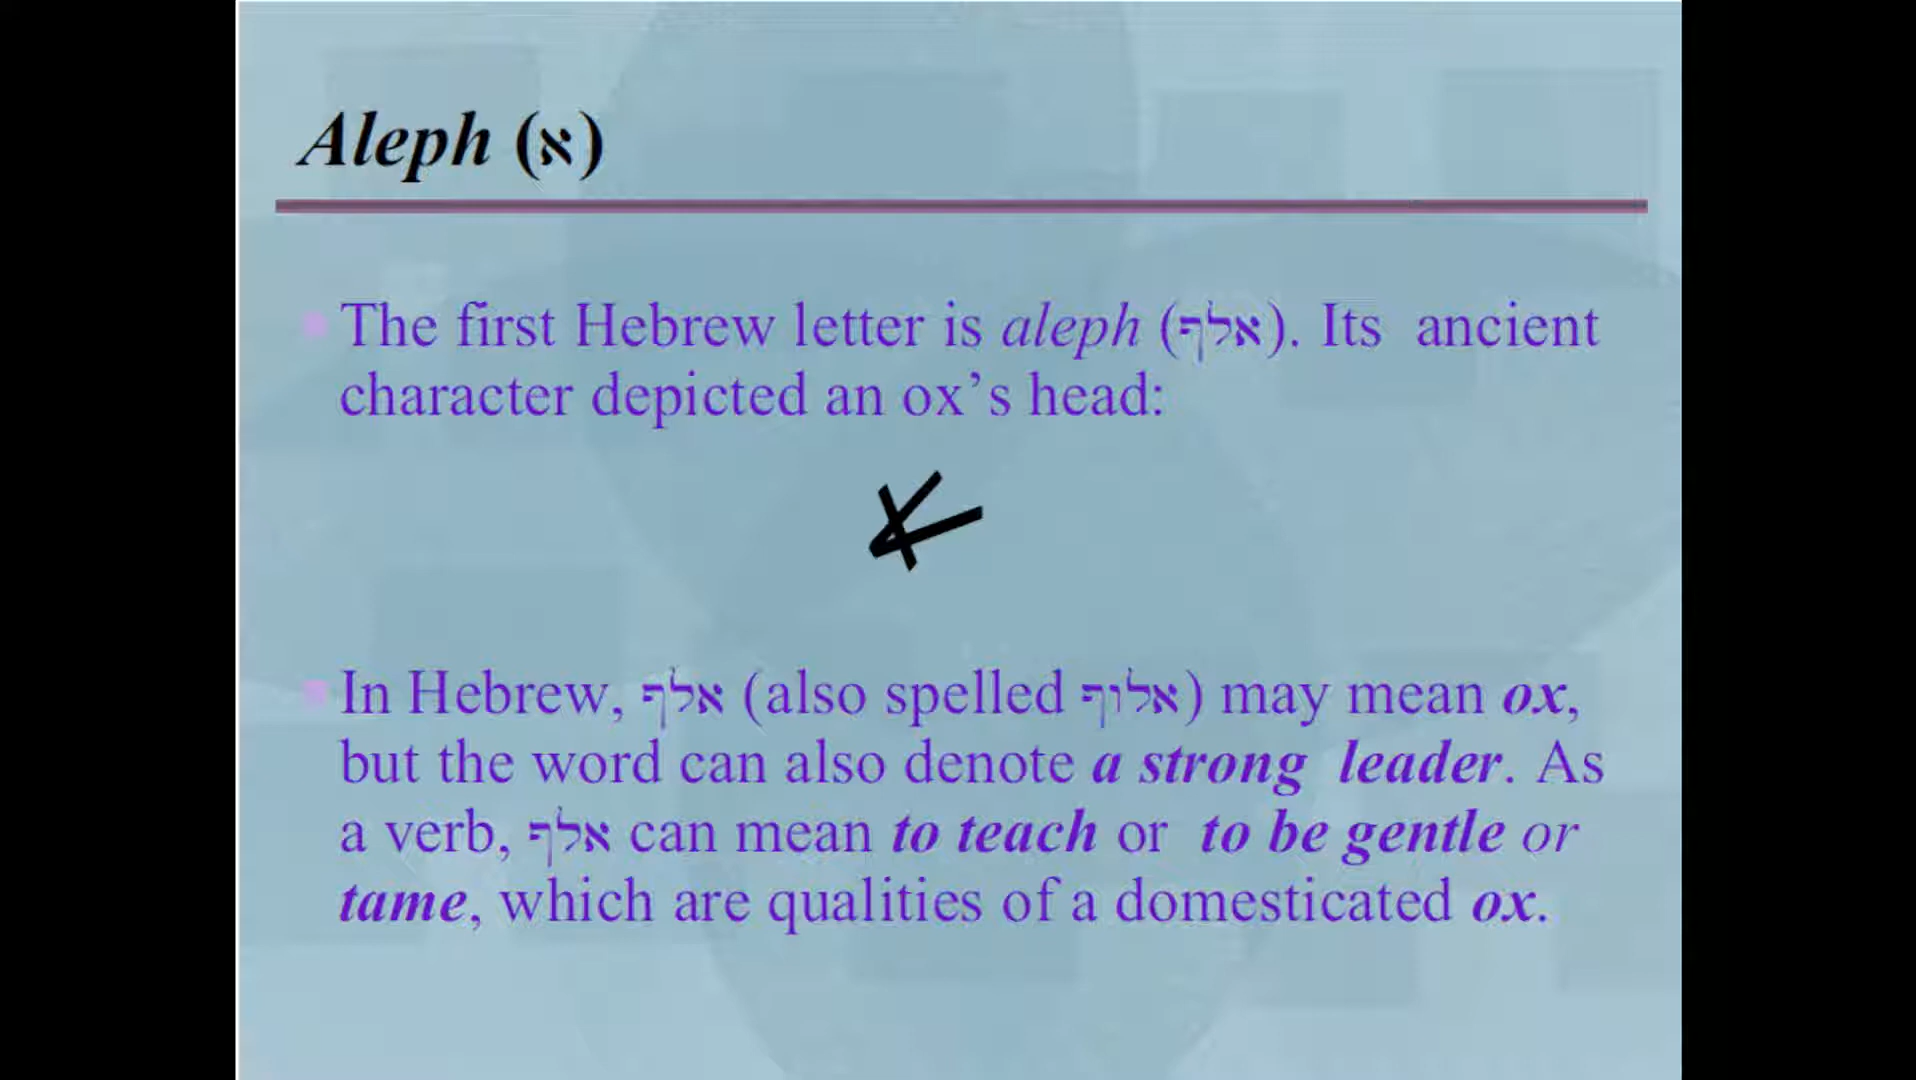 Aleph (א)
The first Hebrew letter is aleph (אלף). Its ancient
character depicted an ox’s head:
In Hebrew, אלף (also spelled אלוף) may mean ox,
but the word can also denote a strong leader. As
a verb, אלף can mean to teach or to be gentle or
tame, which are qualities of a domesticated ox.